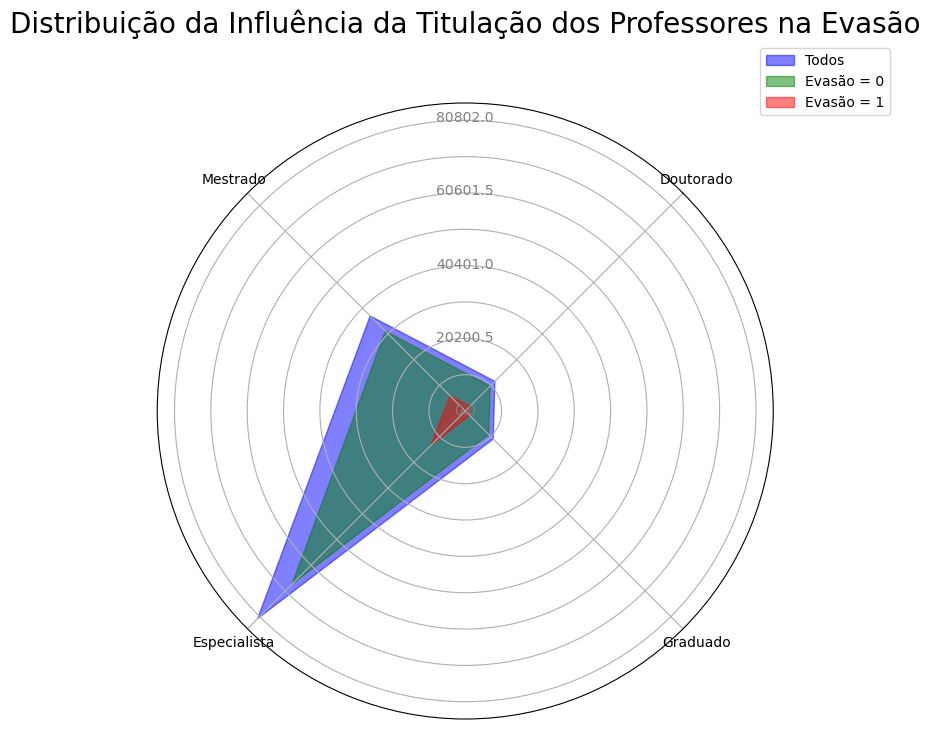 Distribuição da Influência da Titulação dos Professores na Evasão
Todos
Evasão = 0
Evasão = 1
80802.0
Mestrado
Doutorado
60601.5
40401.0
20200.5
0.0
Especialista
Graduado